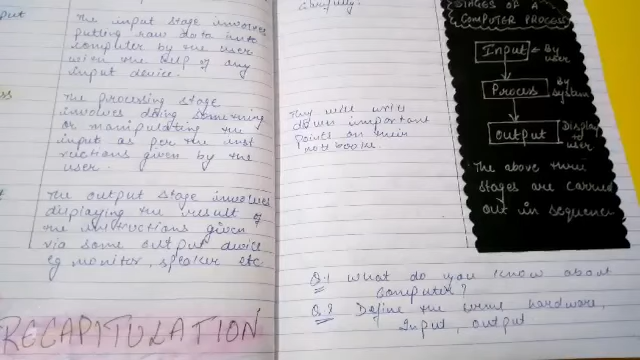 put
The input stage involves
putting raw data into
computer by the user
with the help of any
input device.
ss
The processing stage
involves doing something
or manipulating the
input as per the inst
ructions given by the
user.
t
The output stage involves
displaying the result of
the instructions given
via some output device
eg monitor, speaker etc
RECAPITULATION
carefully.
They will write
down important
points on their
note books.
STAGES OF A
COMPUTER PROCESS
Input ← By
user
Process By
system
Output Display
to
user
The above three
stages are carried
out in sequence
Q.1 What do you know about
Computer?
Q.2 Define the terms hardware,
Input, output